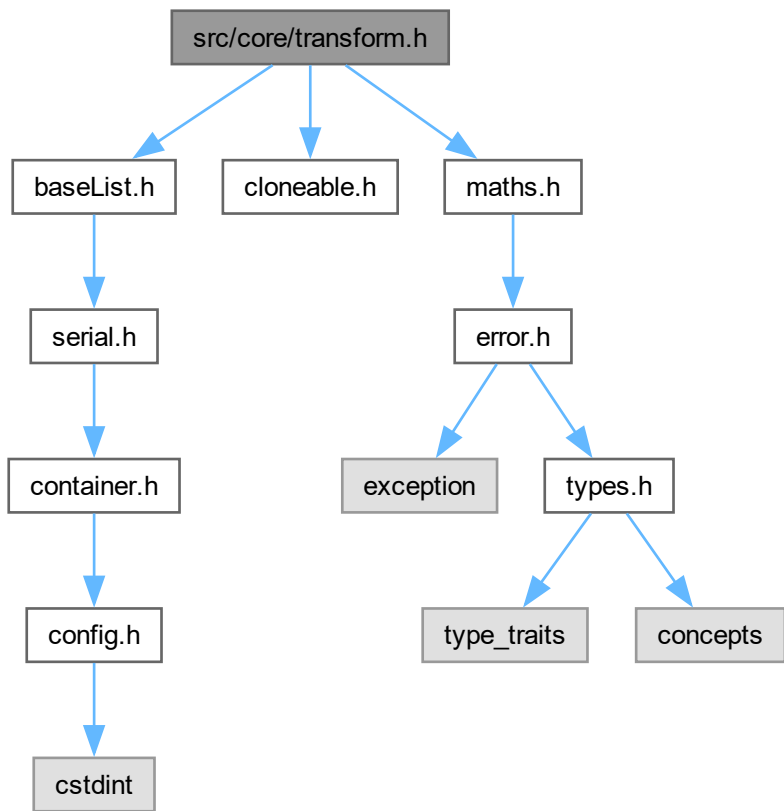 src/core/transform.h
baseList.h
cloneable.h
maths.h
serial.h
error.h
container.h
exception
types.h
config.h
type_traits
concepts
cstdint